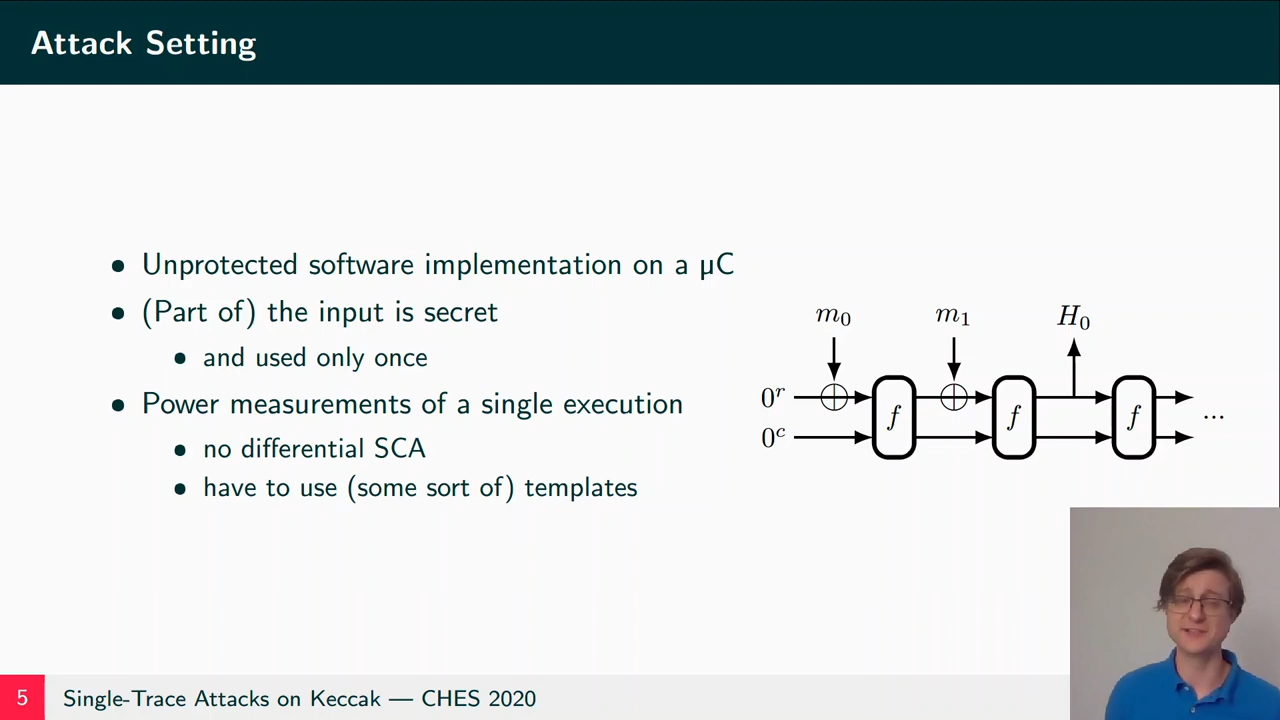 Attack Setting
• Unprotected software implementation on a µC
• (Part of) the input is secret
• and used only once
• Power measurements of a single execution
• no differential SCA
• have to use (some sort of) templates
m₀ m₁ H₀
0ʳ
f f f ...
0ᶜ
5 Single-Trace Attacks on Keccak — CHES 2020